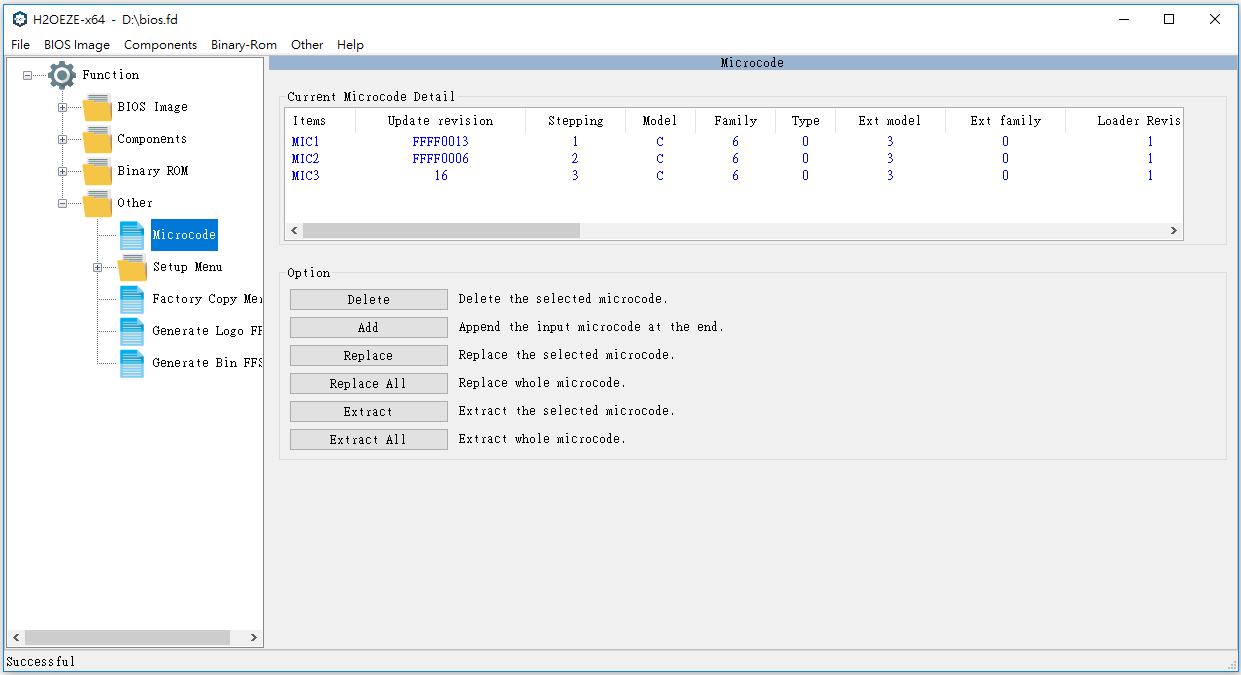 H2OEZE-x64 - D:\bios.fd
File BIOS Image Components Binary-Rom Other Help
Function
BIOS Image
Components
Binary ROM
Other
Microcode
Setup Menu
Factory Copy Me
Generate Logo FF
Generate Bin FFS
Microcode
Current Microcode Detail
Items Update revision Stepping Model Family Type Ext model Ext family Loader Revis
MIC1 FFFF0013 1 C 6 0 3 0 1
MIC2 FFFF0006 2 C 6 0 3 0 1
MIC3 16 3 C 6 0 3 0 1
Option
Delete Delete the selected microcode.
Add Append the input microcode at the end.
Replace Replace the selected microcode.
Replace All Replace whole microcode.
Extract Extract the selected microcode.
Extract All Extract whole microcode.
Successful